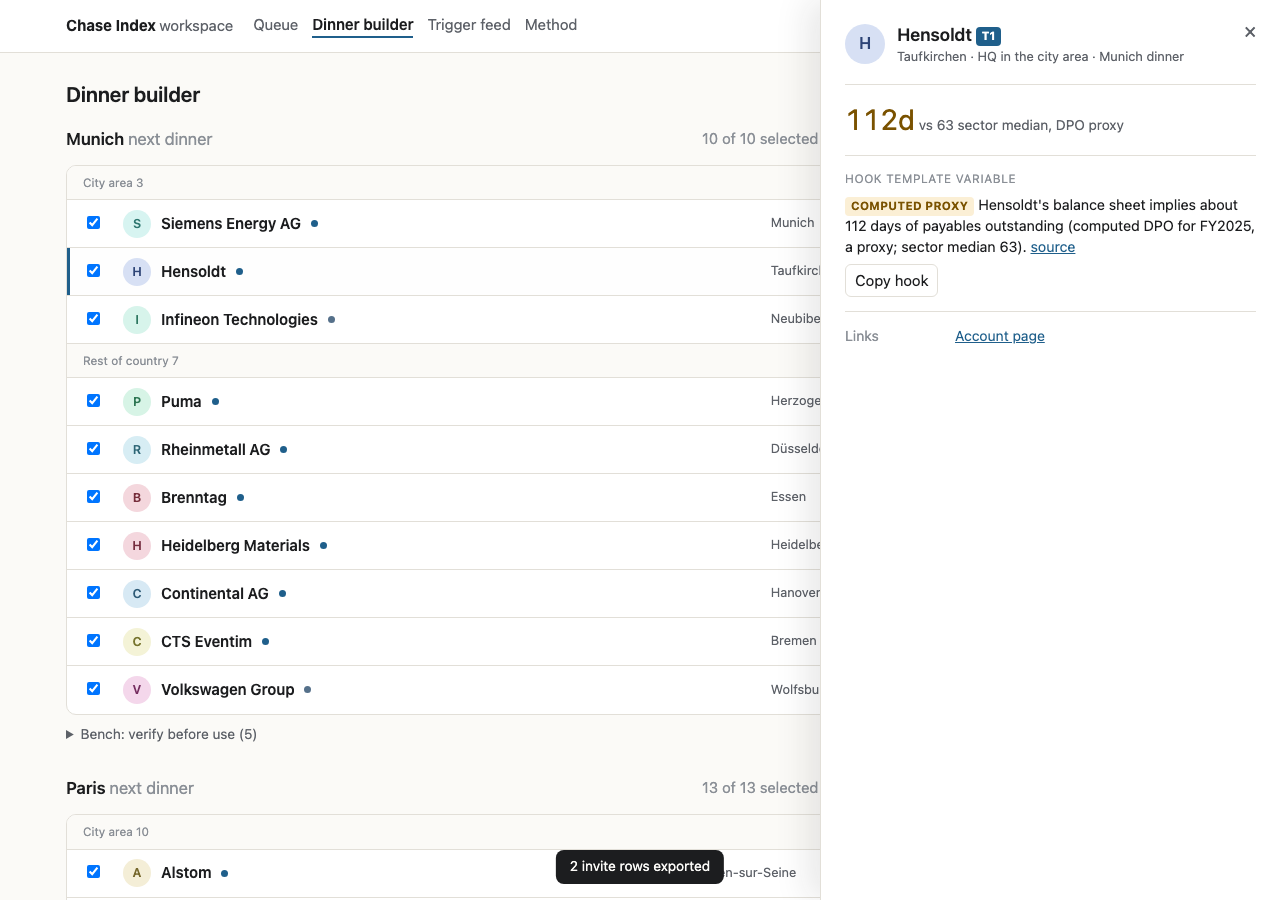 Chase Index workspace Queue Dinner builder Trigger feed Method
Dinner builder
Munich next dinner 10 of 10 selected
City area 3
S Siemens Energy AG Munich
H Hensoldt
I Infineon Technologies
Rest of country 7
P Puma
R Rheinmetall AG
B Brenntag Essen
H Heidelberg Materials
C Continental AG Hanover
C CTS Eventim Bremen
V Volkswagen Group
Bench: verify before use (5)
Paris next dinner 13 of 13 selected
City area 10
A Alstom en-sur-Seine
2 invite rows exported
H
Hensoldt T1
Taufkirchen · HQ in the city area · Munich dinner
×
112d vs 63 sector median, DPO proxy
HOOK TEMPLATE VARIABLE
COMPUTED PROXY Hensoldt's balance sheet implies about
112 days of payables outstanding (computed DPO for FY2025,
a proxy; sector median 63). source
Copy hook
Links Account page